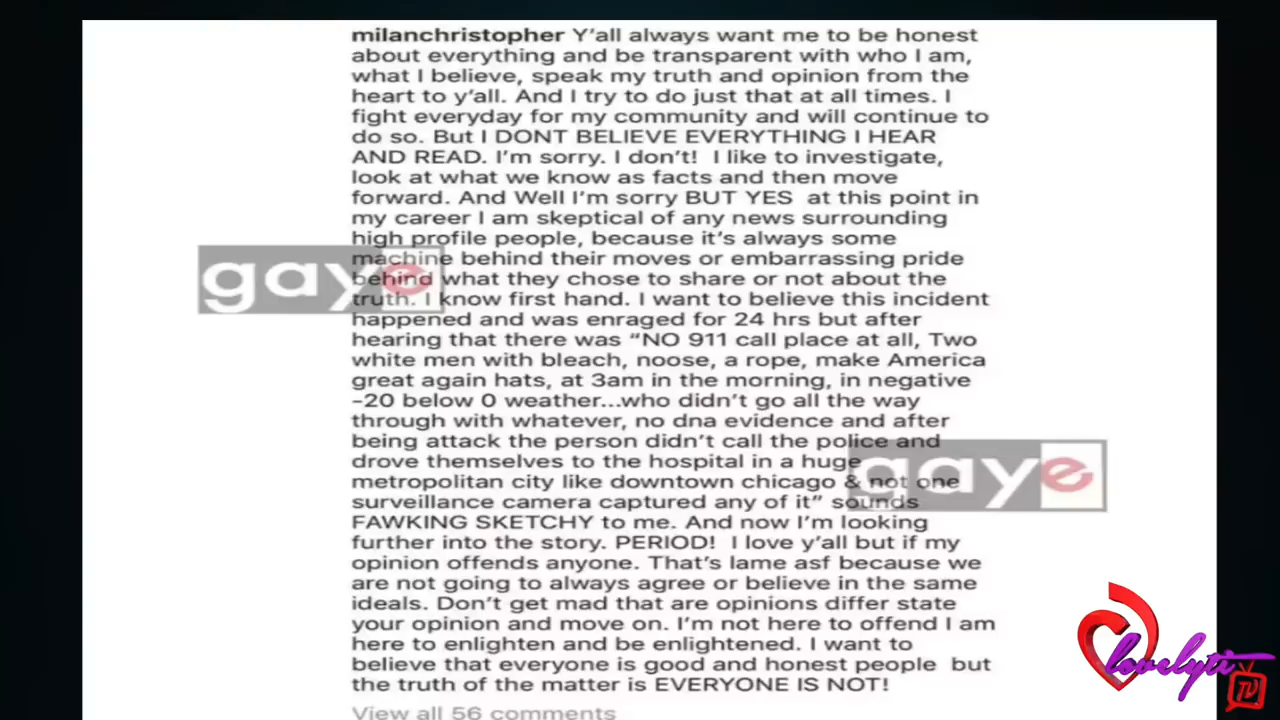 milanchristopher Y'all always want me to be honest
about everything and be transparent with who I am,
what I believe, speak my truth and opinion from the
heart to y'all. And I try to do just that at all times. I
fight everyday for my community and will continue to
do so. But I DONT BELIEVE EVERYTHING I HEAR
AND READ. I'm sorry. I don't!  I like to investigate,
look at what we know as facts and then move
forward. And Well I'm sorry BUT YES  at this point in
my career I am skeptical of any news surrounding
high profile people, because it's always some
machine behind their moves or embarrassing pride
behind what they chose to share or not about the
truth. I know first hand. I want to believe this incident
happened and was enraged for 24 hrs but after
hearing that there was “NO 911 call place at all, Two
white men with bleach, noose, a rope, make America
great again hats, at 3am in the morning, in negative
-20 below 0 weather...who didn't go all the way
through with whatever, no dna evidence and after
being attack the person didn't call the police and
drove themselves to the hospital in a huge
metropolitan city like downtown chicago & not one
surveillance camera captured any of it” sounds
FAWKING SKETCHY to me. And now I'm looking
further into the story. PERIOD!  I love y'all but if my
opinion offends anyone. That's lame asf because we
are not going to always agree or believe in the same
ideals. Don't get mad that are opinions differ state
your opinion and move on. I'm not here to offend I am
here to enlighten and be enlightened. I want to
believe that everyone is good and honest people  but
the truth of the matter is EVERYONE IS NOT!
View all 56 comments
gaye
gaye
lovelyti
TV